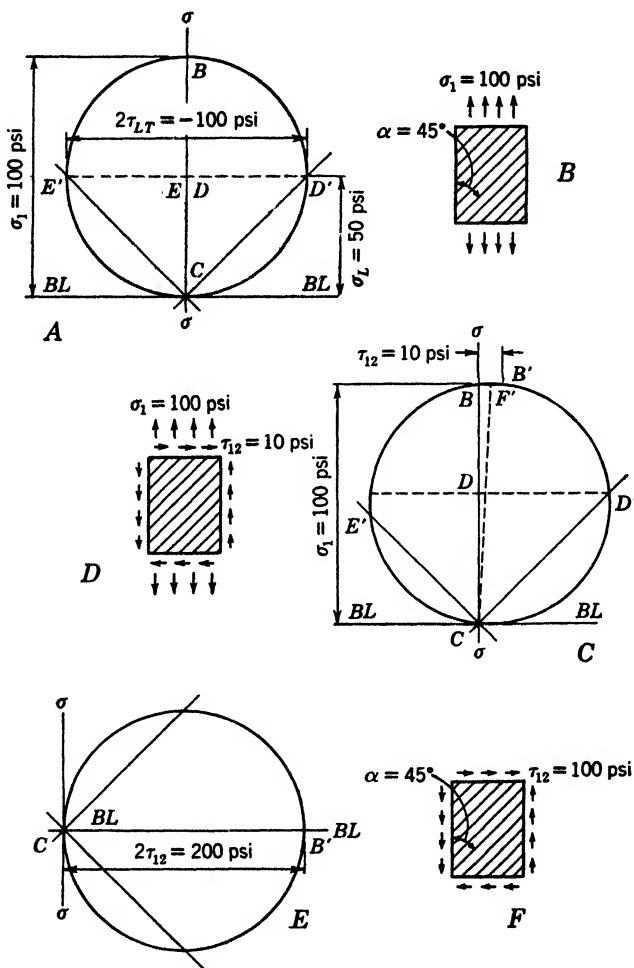 σ
B
σ₁ = 100 psi
2τLT = −100 psi
E'
E
D
D'
σL = 50 psi
C
BL
BL
σ
A
σ₁ = 100 psi
α = 45°
B
σ
τ₁₂ = 10 psi
B'
B
F'
σ₁ = 100 psi
D
D'
E'
BL
BL
C
σ
C
σ₁ = 100 psi
τ₁₂ = 10 psi
D
σ
BL
BL
C
B'
2τ₁₂ = 200 psi
σ
E
α = 45°
τ₁₂ = 100 psi
F